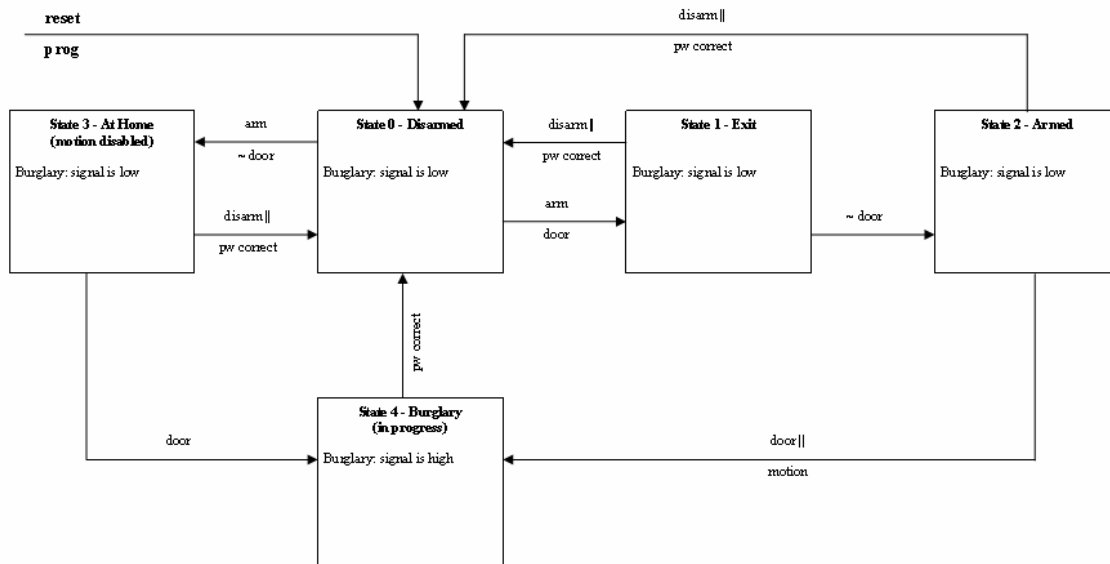 reset
prog
disarm||
pw correct
State 3 - At Home
(motion disabled)
Burglary: signal is low
arm
~ door
disarm||
pw correct
State 0 - Disarmed
Burglary: signal is low
disarm|
pw correct
arm
door
State 1 - Exit
Burglary: signal is low
~ door
State 2 - Armed
Burglary: signal is low
pw correct
door
State 4 - Burglary
(in progress)
Burglary: signal is high
door||
motion